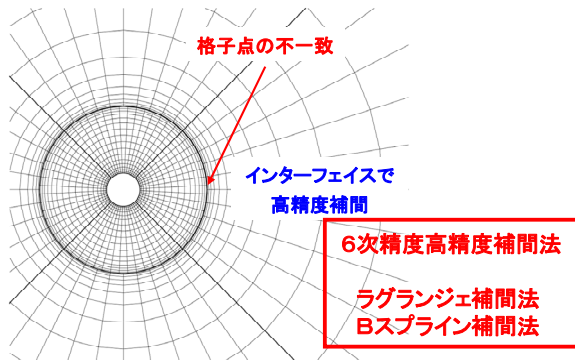 格子点の不一致
インターフェイスで
高精度補間
６次精度高精度補間法
ラグランジェ補間法
Ｂスプライン補間法